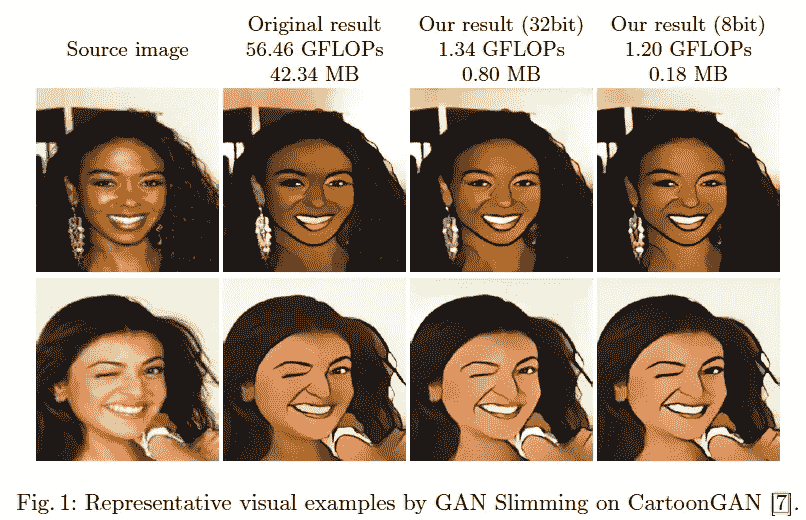 Source image
Original result
56.46 GFLOPs
42.34 MB
Our result (32bit)
1.34 GFLOPs
0.80 MB
Our result (8bit)
1.20 GFLOPs
0.18 MB
Fig. 1: Representative visual examples by GAN Slimming on CartoonGAN [7].